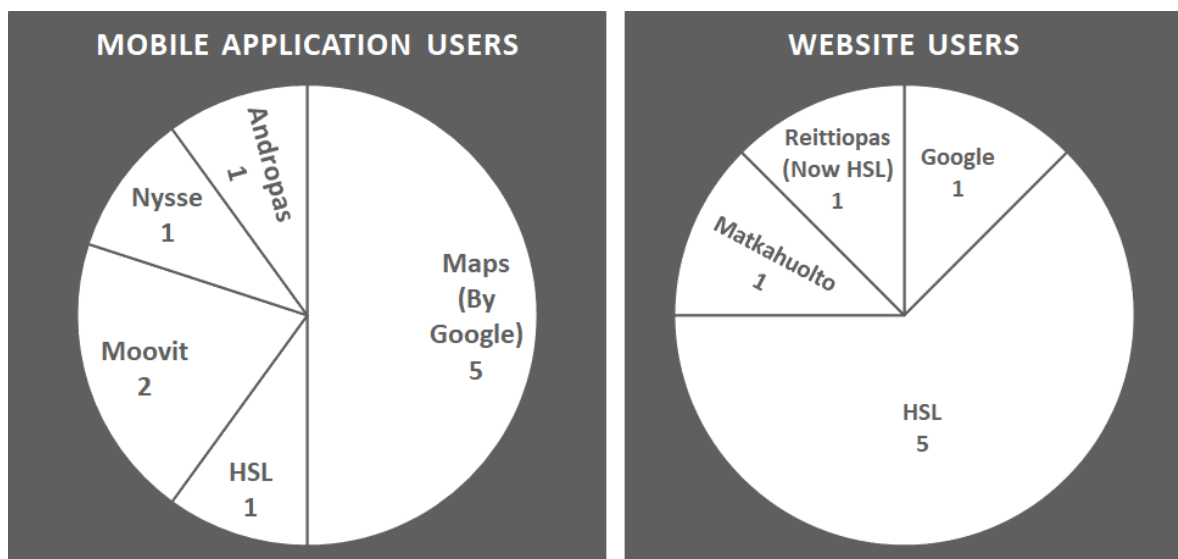 MOBILE APPLICATION USERS
Andropas
1
Nysse
1
Maps
(By
Google)
5
Moovit
2
HSL
1
WEBSITE USERS
Reittiopas
(Now HSL)
1
Google
1
Matkahuolto
1
HSL
5